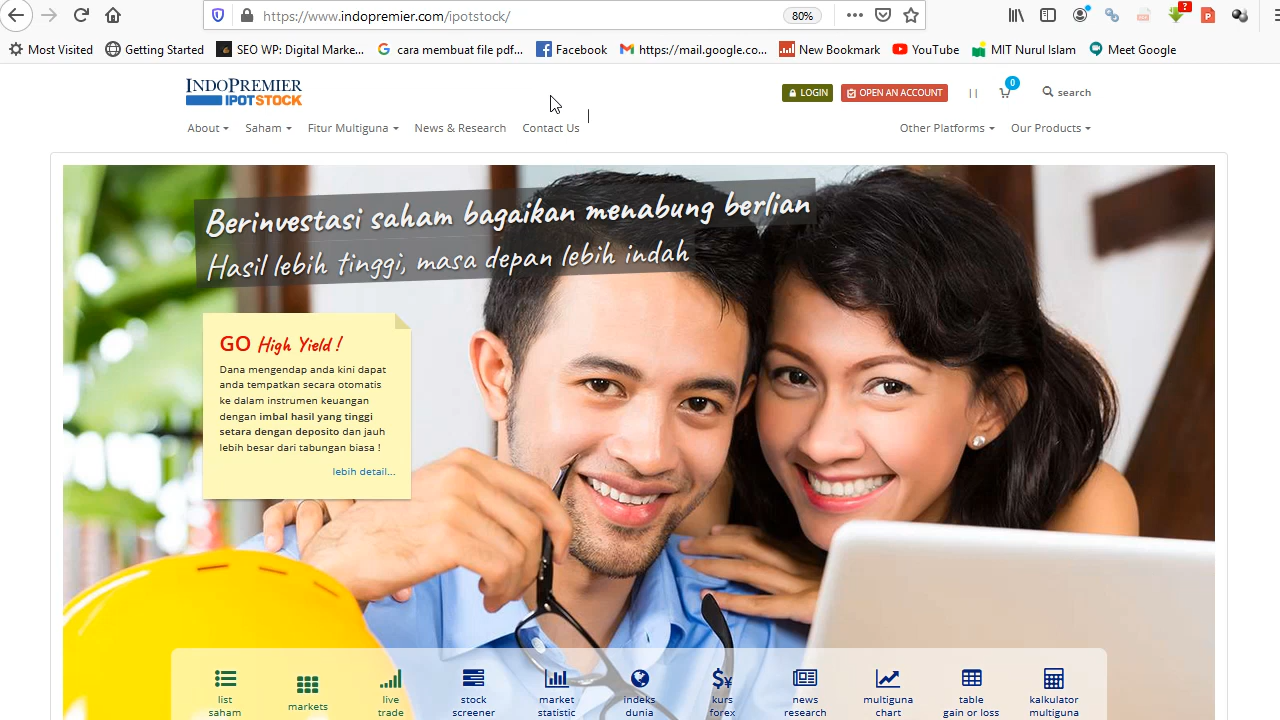 https://www.indopremier.com/ipotstock/
80%
?
Most Visited
Getting Started
SEO WP: Digital Marke...
cara membuat file pdf...
Facebook
https://mail.google.co...
New Bookmark
YouTube
MIT Nurul Islam
Meet Google
INDOPREMIER
IPOTSTOCK
LOGIN
OPEN AN ACCOUNT
| |
0
search
About
Saham
Fitur Multiguna
News & Research
Contact Us
Other Platforms
Our Products
Berinvestasi saham bagaikan menabung berlian
Hasil lebih tinggi, masa depan lebih indah
GO High Yield !
Dana mengendap anda kini dapat
anda tempatkan secara otomatis
ke dalam instrumen keuangan
dengan imbal hasil yang tinggi
setara dengan deposito dan jauh
lebih besar dari tabungan biasa !
lebih detail...
list
saham
markets
live
trade
stock
screener
market
statistic
indeks
dunia
kurs
forex
news
research
multiguna
chart
table
gain or loss
kalkulator
multiguna